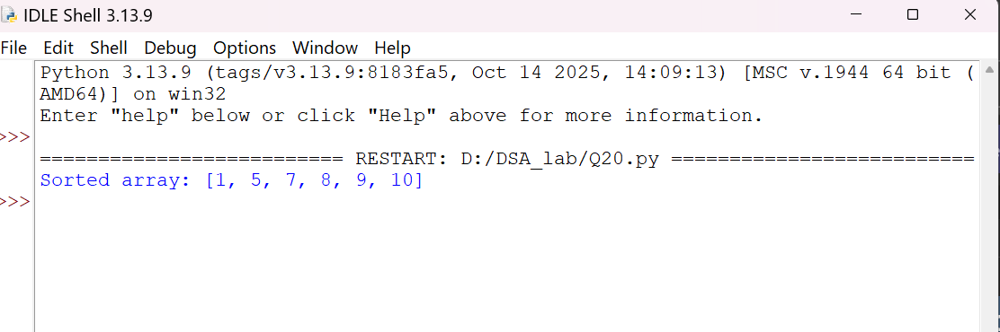 IDLE Shell 3.13.9
File Edit Shell Debug Options Window Help
Python 3.13.9 (tags/v3.13.9:8183fa5, Oct 14 2025, 14:09:13) [MSC v.1944 64 bit (
AMD64)] on win32
Enter "help" below or click "Help" above for more information.
>>>
========================== RESTART: D:/DSA_lab/Q20.py ==========================
Sorted array: [1, 5, 7, 8, 9, 10]
>>>